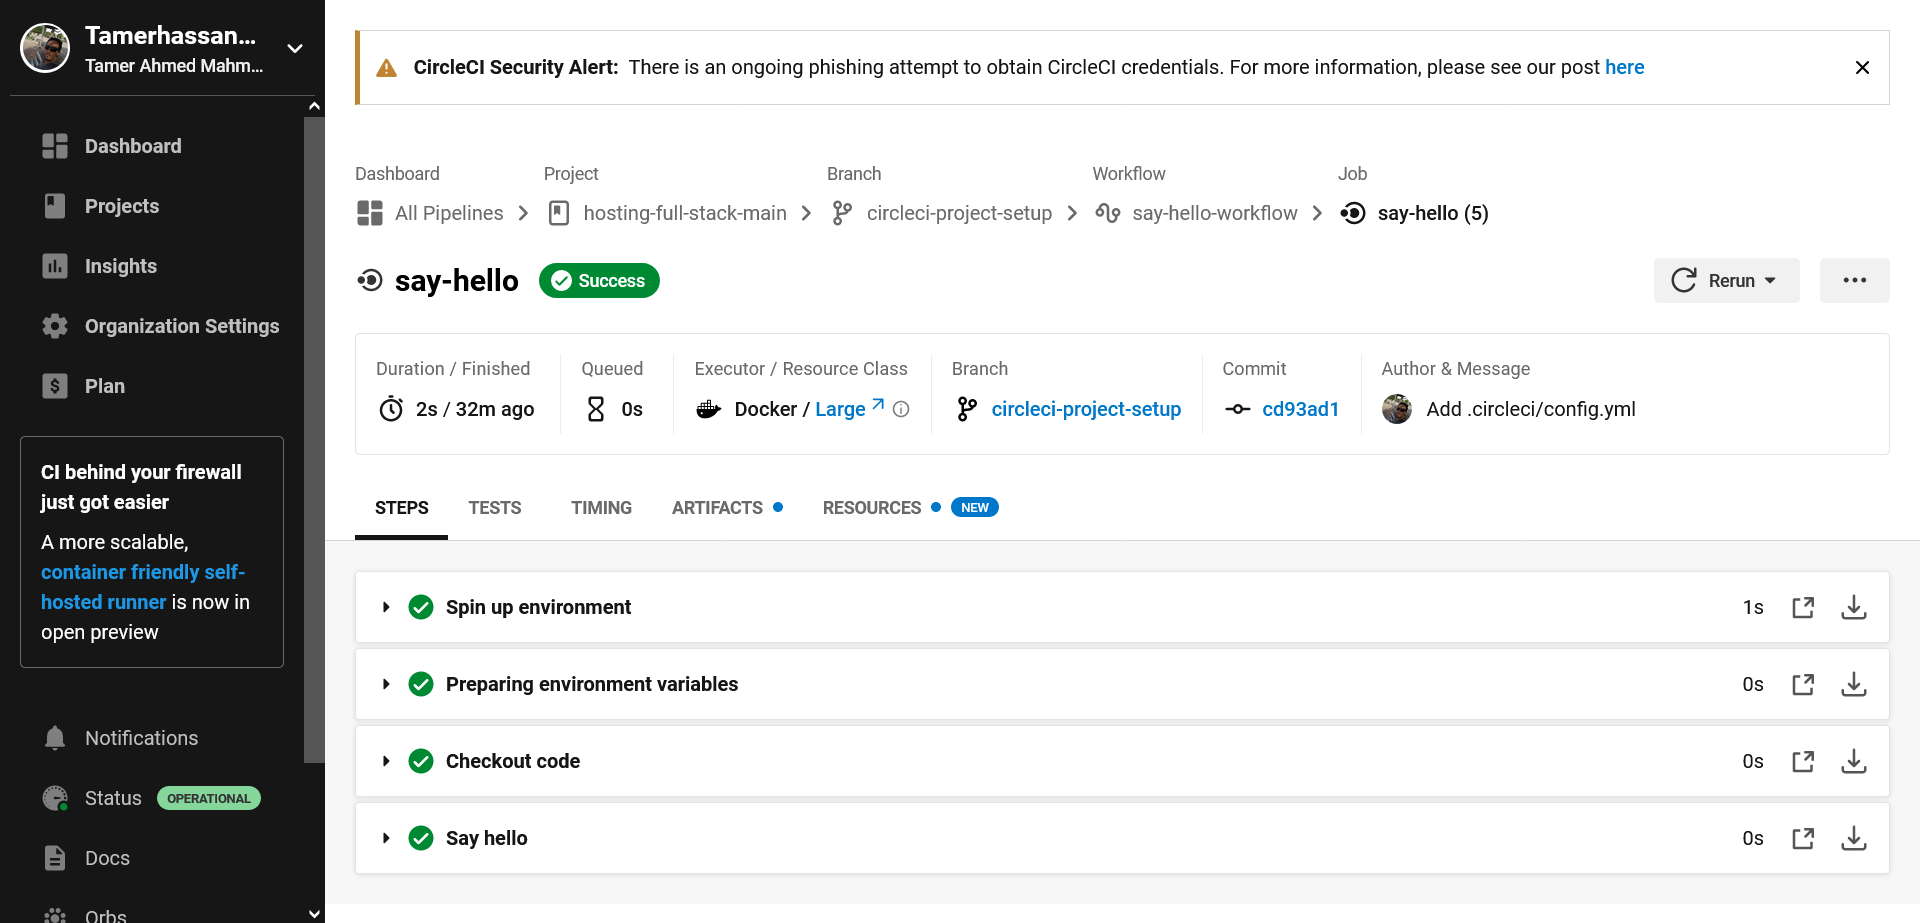 Tamerhassan...
Tamer Ahmed Mahm...
Dashboard
Projects
Insights
Organization Settings
Plan
CI behind your firewall
just got easier
A more scalable,
container friendly self-
hosted runner is now in
open preview
Notifications
Status OPERATIONAL
Docs
Orbs
CircleCI Security Alert: There is an ongoing phishing attempt to obtain CircleCI credentials. For more information, please see our post here
Dashboard Project Branch Workflow Job
All Pipelines hosting-full-stack-main circleci-project-setup say-hello-workflow say-hello (5)
say-hello Success Rerun
Duration / Finished Queued Executor / Resource Class Branch Commit Author & Message
2s / 32m ago 0s Docker / Large circleci-project-setup cd93ad1 Add .circleci/config.yml
STEPS TESTS TIMING ARTIFACTS RESOURCES NEW
Spin up environment 1s
Preparing environment variables 0s
Checkout code 0s
Say hello 0s